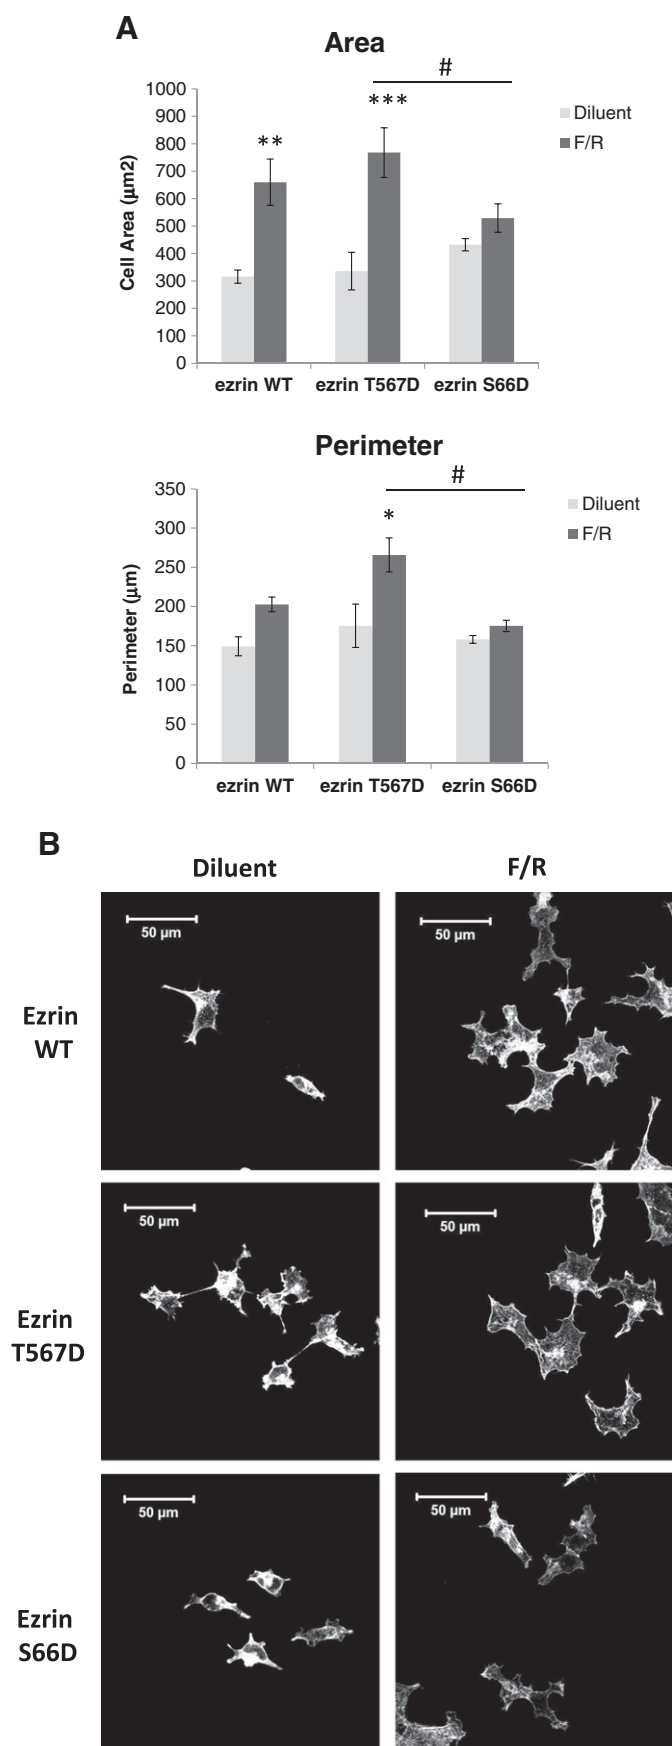 A
Area
#
1000
900
800
700
600
500
400
300
200
100
0
Cell Area (µm2)
**
***
Diluent
F/R
ezrin WT ezrin T567D ezrin S66D
Perimeter
#
350
300
250
200
150
100
50
0
Perimeter (µm)
*
Diluent
F/R
ezrin WT ezrin T567D ezrin S66D
B
Diluent F/R
Ezrin
WT
50 µm
50 µm
Ezrin
T567D
50 µm
50 µm
Ezrin
S66D
50 µm
50 µm